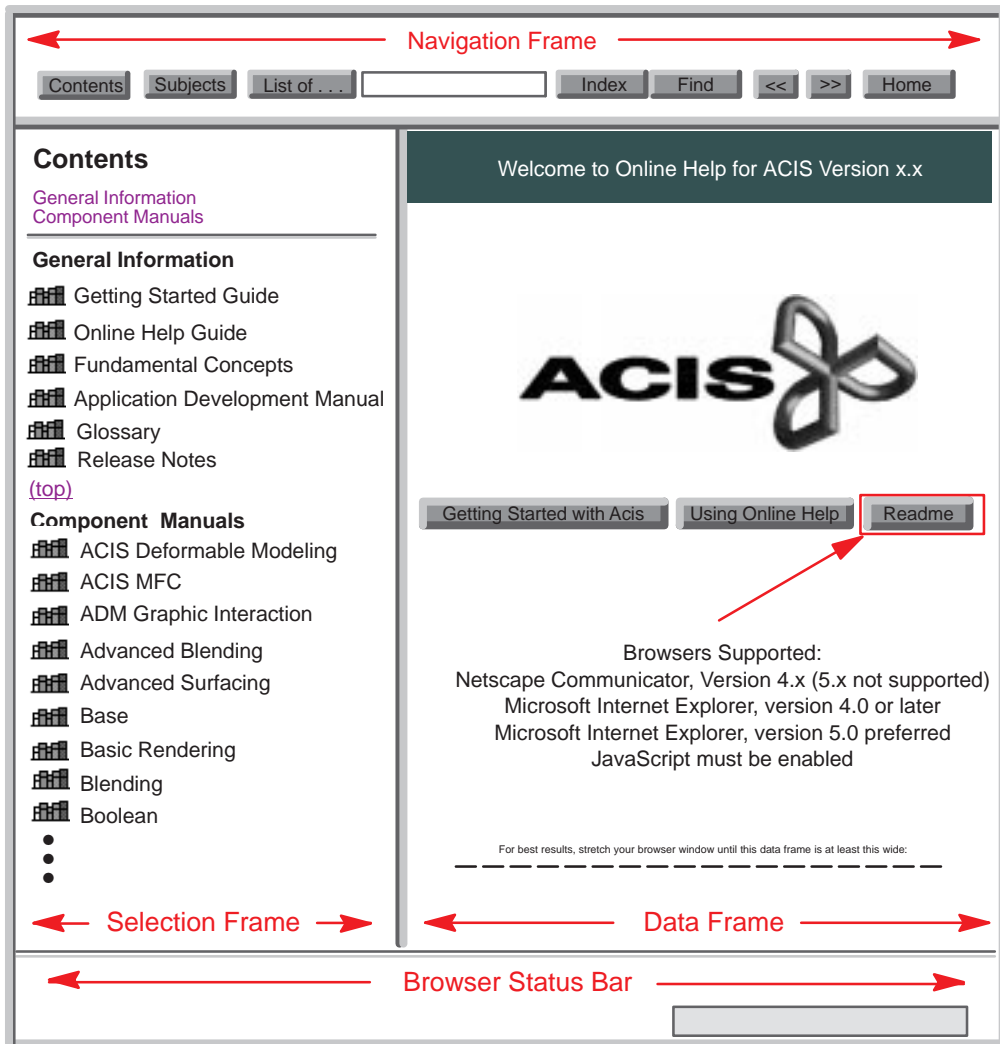 Navigation Frame
Contents Subjects List of . . . Index Find << >> Home
Contents
General Information
Component Manuals
General Information
Getting Started Guide
Online Help Guide
Fundamental Concepts
Application Development Manual
Glossary
Release Notes
(top)
Component Manuals
ACIS Deformable Modeling
ACIS MFC
ADM Graphic Interaction
Advanced Blending
Advanced Surfacing
Base
Basic Rendering
Blending
Boolean
Selection Frame
Welcome to Online Help for ACIS Version x.x
ACIS
Getting Started with Acis Using Online Help Readme
Browsers Supported:
Netscape Communicator, Version 4.x (5.x not supported)
Microsoft Internet Explorer, version 4.0 or later
Microsoft Internet Explorer, version 5.0 preferred
JavaScript must be enabled
For best results, stretch your browser window until this data frame is at least this wide:
Data Frame
Browser Status Bar